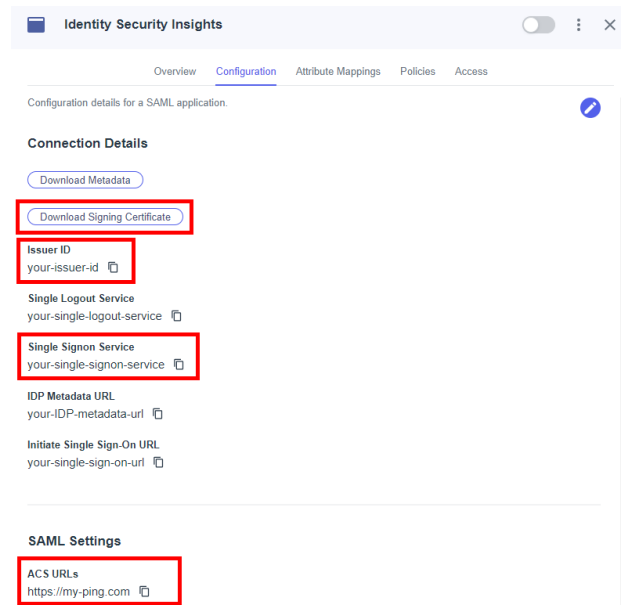 Identity Security Insights
Overview Configuration Attribute Mappings Policies Access
Configuration details for a SAML application.
Connection Details
Download Metadata
Download Signing Certificate
Issuer ID
your-issuer-id
Single Logout Service
your-single-logout-service
Single Signon Service
your-single-signon-service
IDP Metadata URL
your-IDP-metadata-url
Initiate Single Sign-On URL
your-single-sign-on-url
SAML Settings
ACS URLs
https://my-ping.com